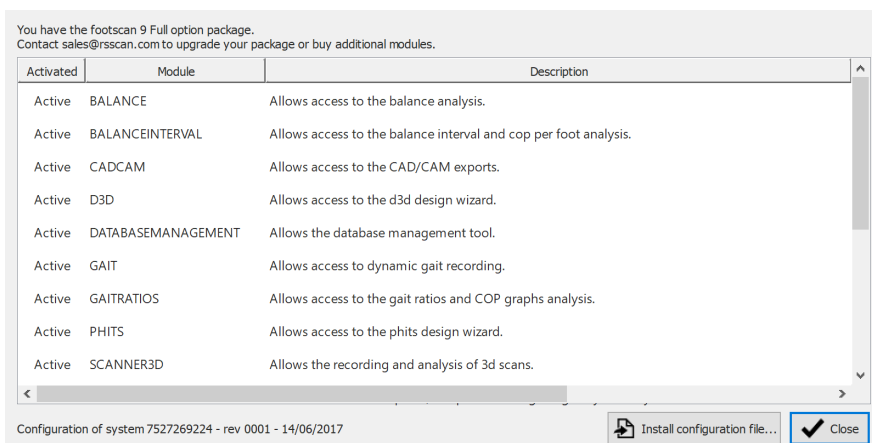 You have the footscan 9 Full option package.
Contact sales@rsscan.com to upgrade your package or buy additional modules.
Activated Module Description
Active BALANCE Allows access to the balance analysis.
Active BALANCEINTERVAL Allows access to the balance interval and cop per foot analysis.
Active CADCAM Allows access to the CAD/CAM exports.
Active D3D Allows access to the d3d design wizard.
Active DATABASEMANAGEMENT Allows the database management tool.
Active GAIT Allows access to dynamic gait recording.
Active GAITRATIOS Allows access to the gait ratios and COP graphs analysis.
Active PHITS Allows access to the phits design wizard.
Active SCANNER3D Allows the recording and analysis of 3d scans.
Configuration of system 7527269224 - rev 0001 - 14/06/2017 Install configuration file... Close